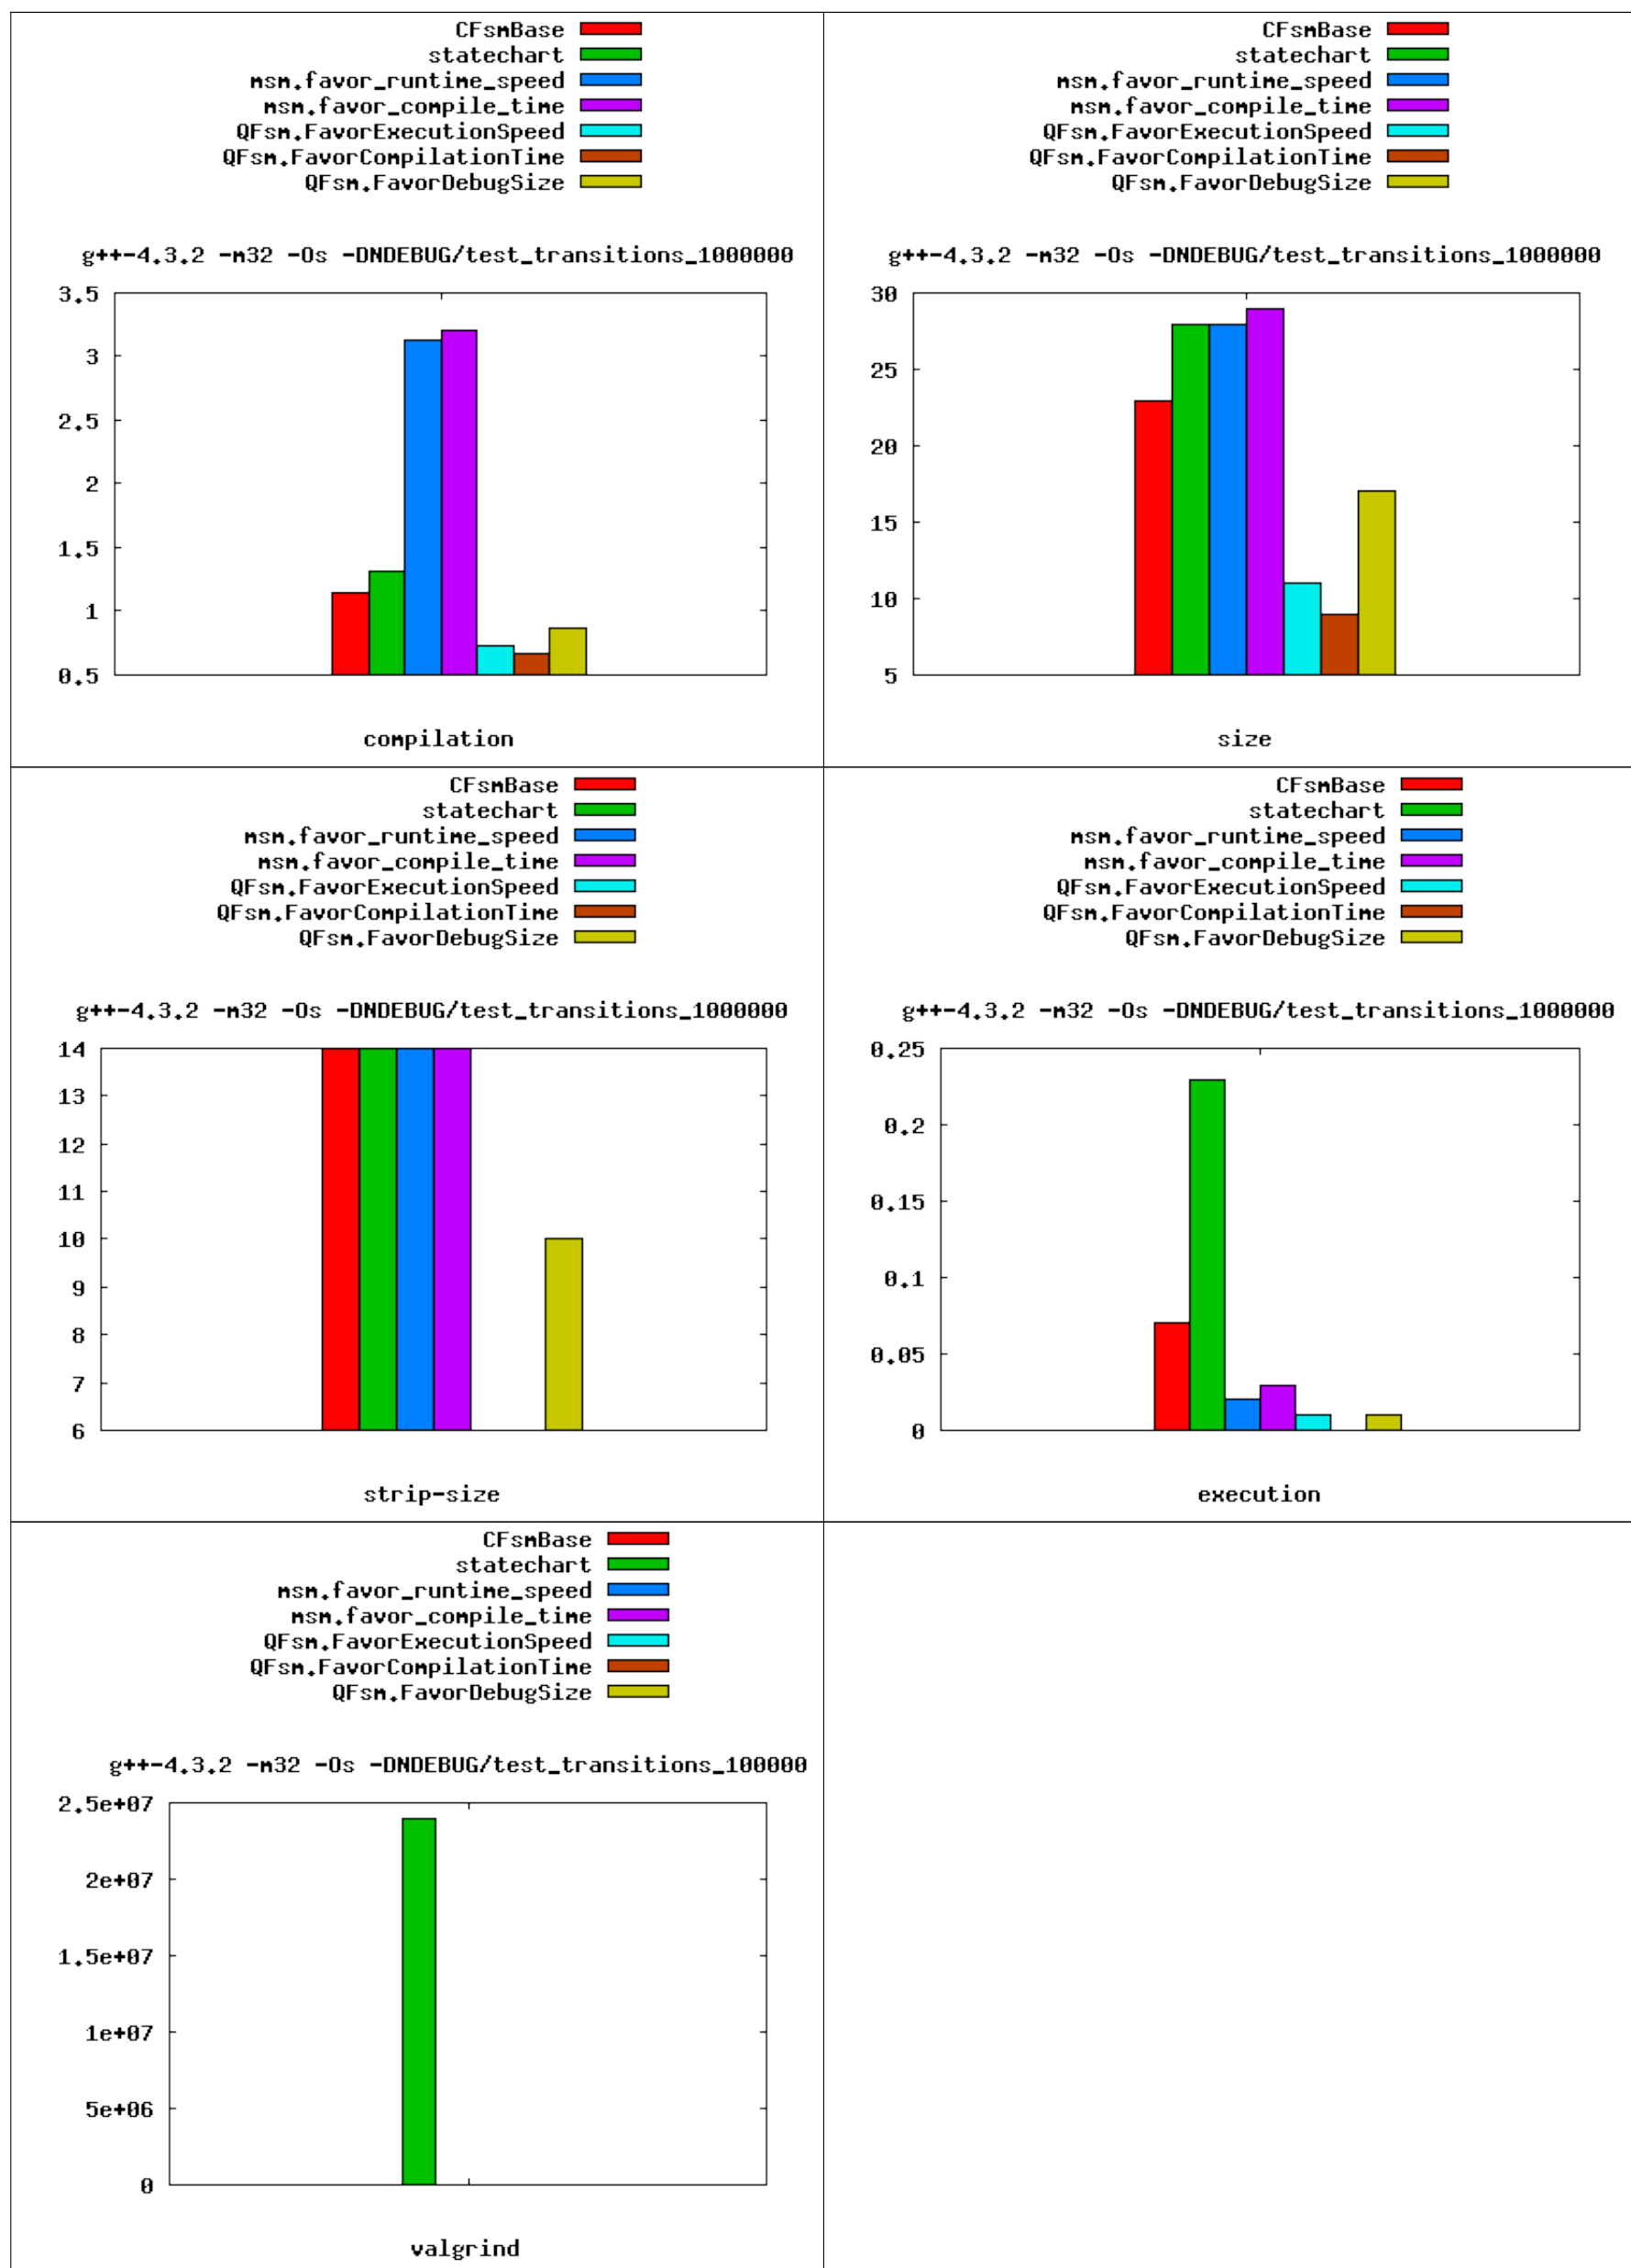 CFsmBase
statechart
msm.favor_runtime_speed
msm.favor_compile_time
QFsm.FavorExecutionSpeed
QFsm.FavorCompilationTime
QFsm.FavorDebugSize
g++-4.3.2 -m32 -Os -DNDEBUG/test_transitions_1000000
3.5
3
2.5
2
1.5
1
0.5
compilation
CFsmBase
statechart
msm.favor_runtime_speed
msm.favor_compile_time
QFsm.FavorExecutionSpeed
QFsm.FavorCompilationTime
QFsm.FavorDebugSize
g++-4.3.2 -m32 -Os -DNDEBUG/test_transitions_1000000
30
25
20
15
10
5
size
CFsmBase
statechart
msm.favor_runtime_speed
msm.favor_compile_time
QFsm.FavorExecutionSpeed
QFsm.FavorCompilationTime
QFsm.FavorDebugSize
g++-4.3.2 -m32 -Os -DNDEBUG/test_transitions_1000000
14
13
12
11
10
9
8
7
6
strip-size
CFsmBase
statechart
msm.favor_runtime_speed
msm.favor_compile_time
QFsm.FavorExecutionSpeed
QFsm.FavorCompilationTime
QFsm.FavorDebugSize
g++-4.3.2 -m32 -Os -DNDEBUG/test_transitions_1000000
0.25
0.2
0.15
0.1
0.05
0
execution
CFsmBase
statechart
msm.favor_runtime_speed
msm.favor_compile_time
QFsm.FavorExecutionSpeed
QFsm.FavorCompilationTime
QFsm.FavorDebugSize
g++-4.3.2 -m32 -Os -DNDEBUG/test_transitions_100000
2.5e+07
2e+07
1.5e+07
1e+07
5e+06
0
valgrind